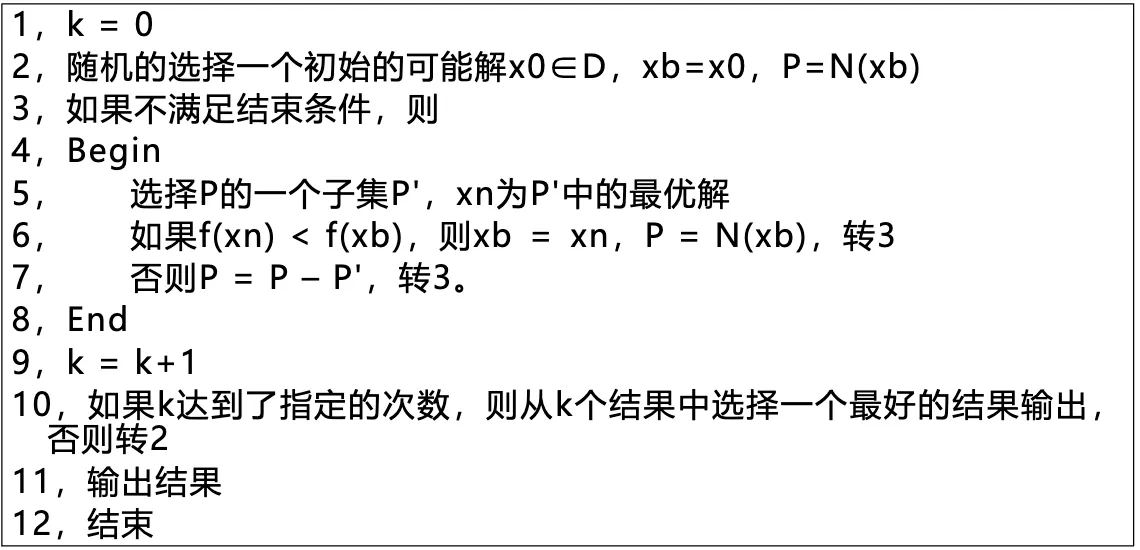 1，k = 0
2，随机的选择一个初始的可能解x0∈D，xb=x0，P=N(xb)
3，如果不满足结束条件，则
4，Begin
5，　　选择P的一个子集P'，xn为P'中的最优解
6，　　如果f(xn) < f(xb)，则xb = xn，P = N(xb)，转3
7，　　否则P = P – P'，转3。
8，End
9，k = k+1
10，如果k达到了指定的次数，则从k个结果中选择一个最好的结果输出，
否则转2
11，输出结果
12，结束